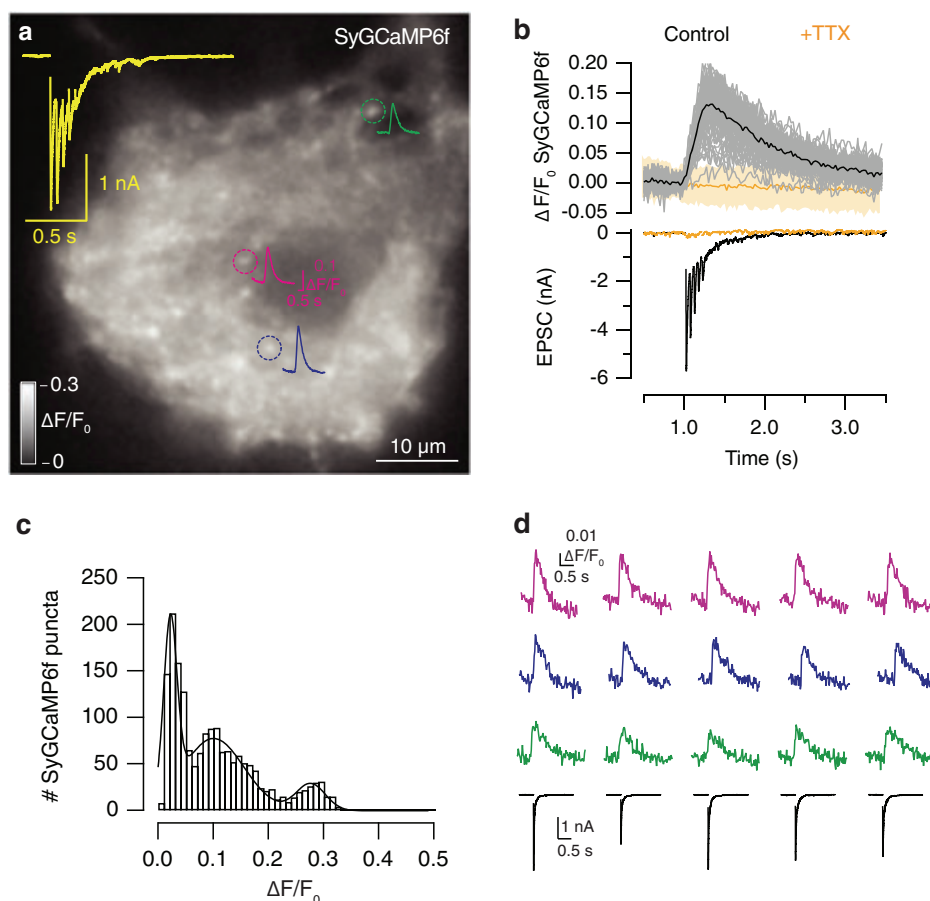 a
SyGCaMP6f
1 nA
0.5 s
0.1
ΔF/F₀
0.5 s
0.3
ΔF/F₀
0
10 µm
b
Control
+TTX
0.20
0.15
0.10
0.05
0.00
-0.05
ΔF/F₀ SyGCaMP6f
0
-2
-4
-6
EPSC (nA)
1.0 2.0 3.0
Time (s)
c
250
200
150
100
50
0
# SyGCaMP6f puncta
0.0 0.1 0.2 0.3 0.4 0.5
ΔF/F₀
d
0.01
ΔF/F₀
0.5 s
1 nA
0.5 s